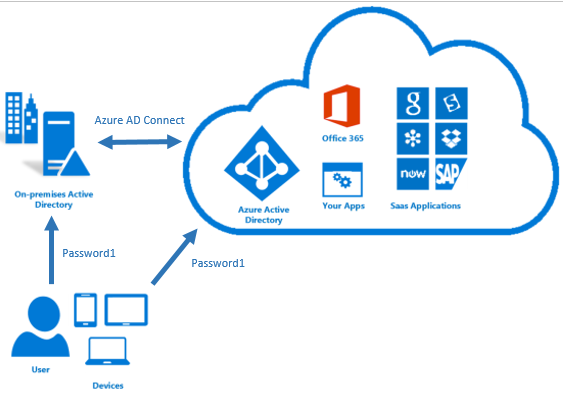 Azure AD Connect
Office 365
g
now
SAP
On-premises Active
Directory
Azure Active
Directory
Your Apps
Saas Applications
Password1
Password1
User
Devices